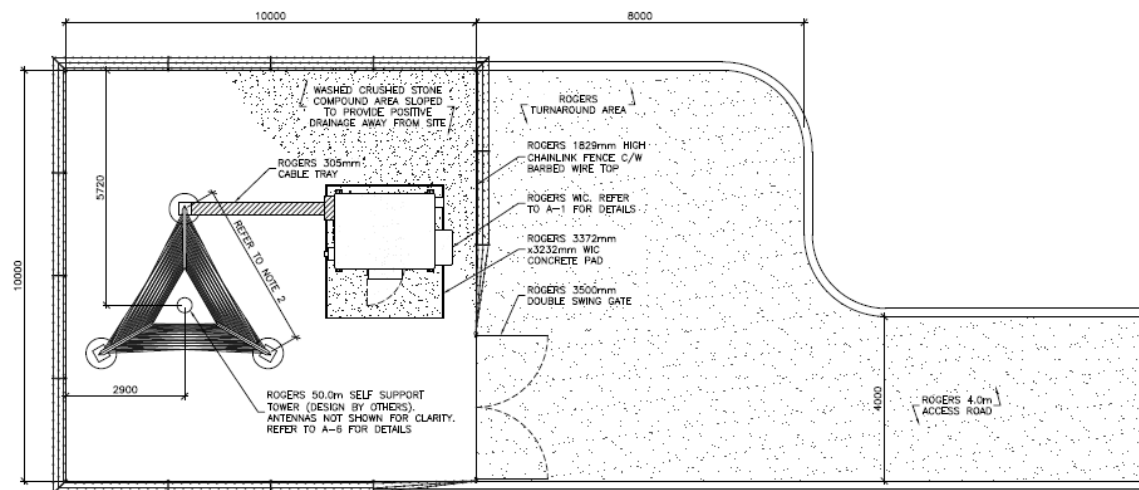 10000
8000
WASHED CRUSHED STONE
COMPOUND AREA SLOPED
TO PROVIDE POSITIVE
DRAINAGE AWAY FROM SITE
ROGERS
TURNAROUND AREA
ROGERS 1829mm HIGH
CHAINLINK FENCE C/W
BARBED WIRE TOP
ROGERS 305mm
CABLE TRAY
5720
10000
REFER TO NOTE 2
ROGERS WIC. REFER
TO A-1 FOR DETAILS
ROGERS 3372mm
x3232mm WIC
CONCRETE PAD
ROGERS 3500mm
DOUBLE SWING GATE
2900
ROGERS 50.0m SELF SUPPORT
TOWER (DESIGN BY OTHERS).
ANTENNAS NOT SHOWN FOR CLARITY.
REFER TO A-6 FOR DETAILS
4000
ROGERS 4.0m
ACCESS ROAD